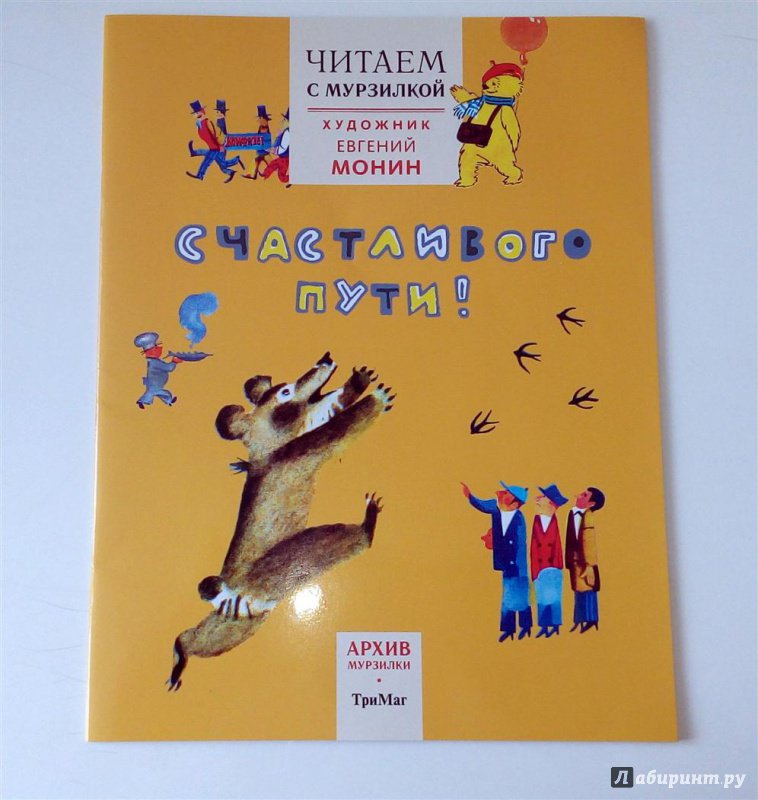 ЧИТАЕМ
С МУРЗИЛКОЙ
ХУДОЖНИК
ЕВГЕНИЙ
МОНИН
СЧАСТЛИВОГО
ПУТИ!
АРХИВ
МУРЗИЛКИ
ТриМаг
Лабиринт.ру